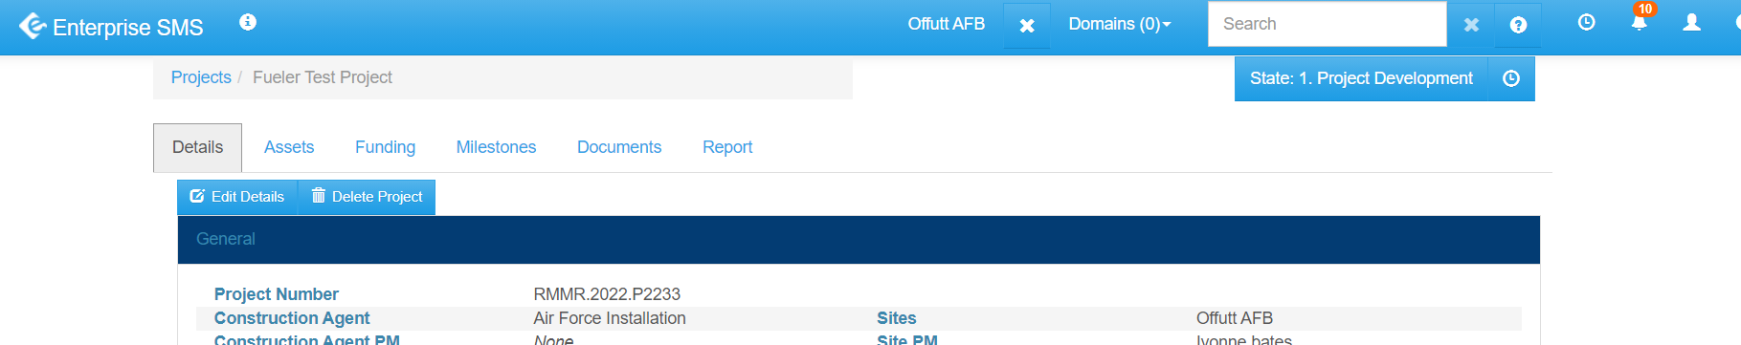 Enterprise SMS
Offutt AFB
Domains (0)
Search
10
Projects / Fueler Test Project
State: 1. Project Development
Details Assets Funding Milestones Documents Report
Edit Details Delete Project
General
Project Number RMMR.2022.P2233
Construction Agent Air Force Installation Sites Offutt AFB
Construction Agent PM None Site PM Ivonne bates